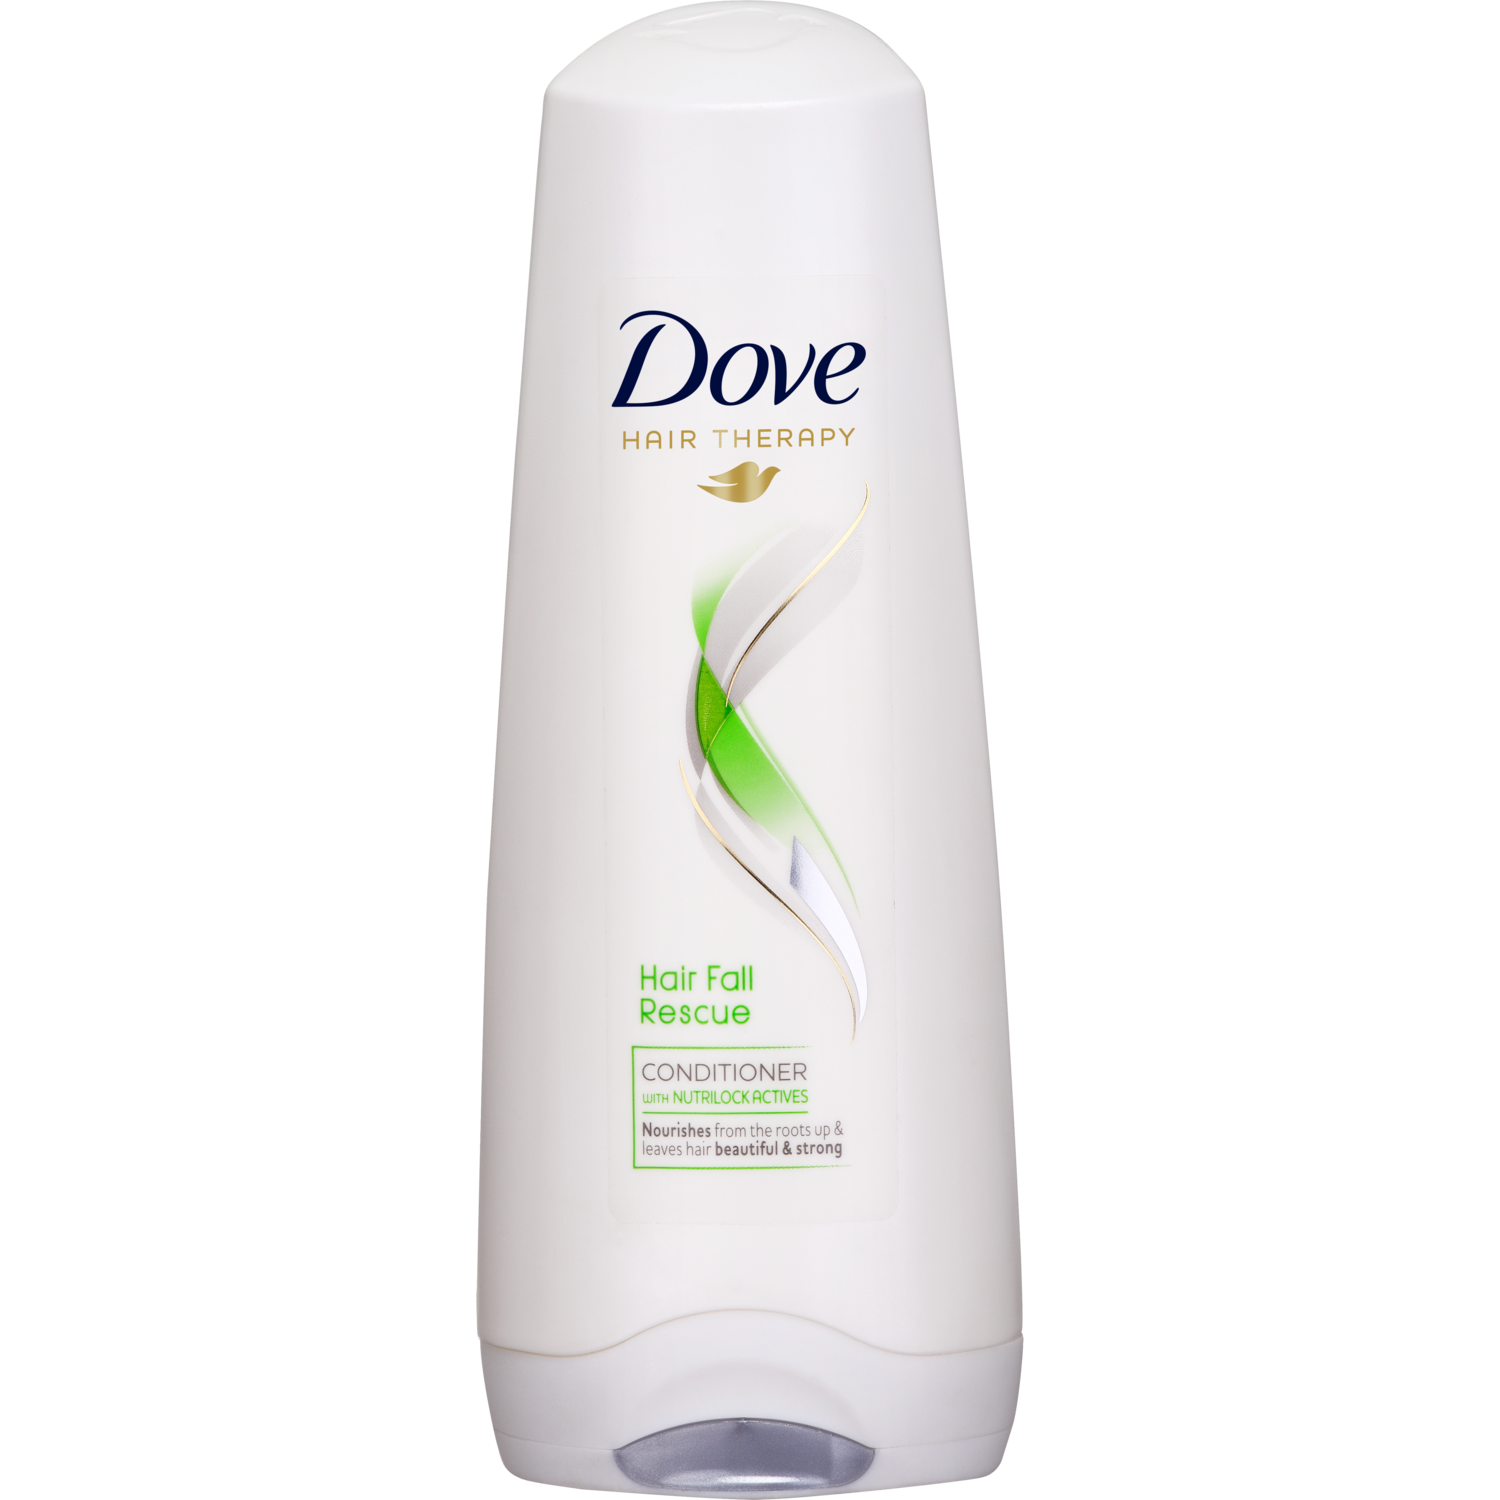 Dove
HAIR THERAPY
Hair Fall
Rescue
CONDITIONER
WITH NUTRILOCK ACTIVES
Nourishes from the roots up &
leaves hair beautiful & strong